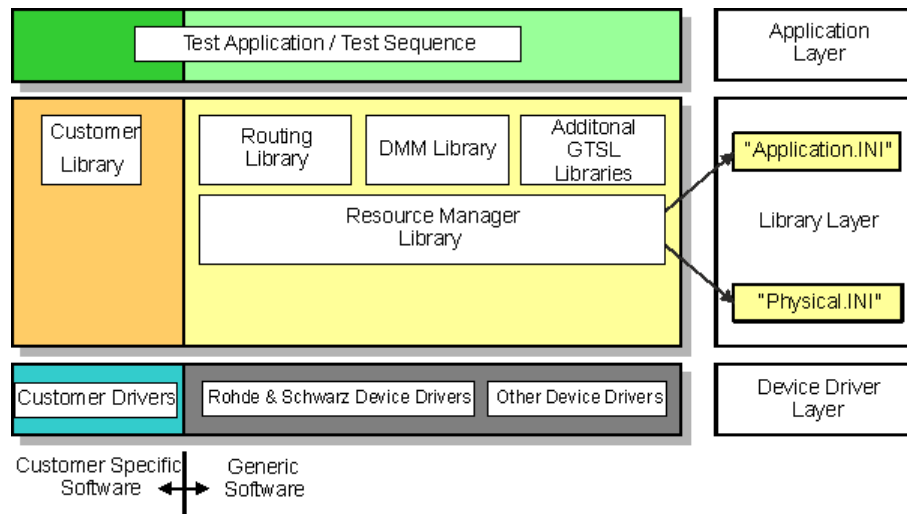 Test Application / Test Sequence
Application
Layer
Customer
Library
Routing
Library
DMM Library
Additonal
GTSL
Libraries
Resource Manager
Library
"Application.INI"
Library Layer
"Physical.INI"
Customer Drivers
Rohde & Schwarz Device Drivers
Other Device Drivers
Device Driver
Layer
Customer Specific
Software
Generic
Software